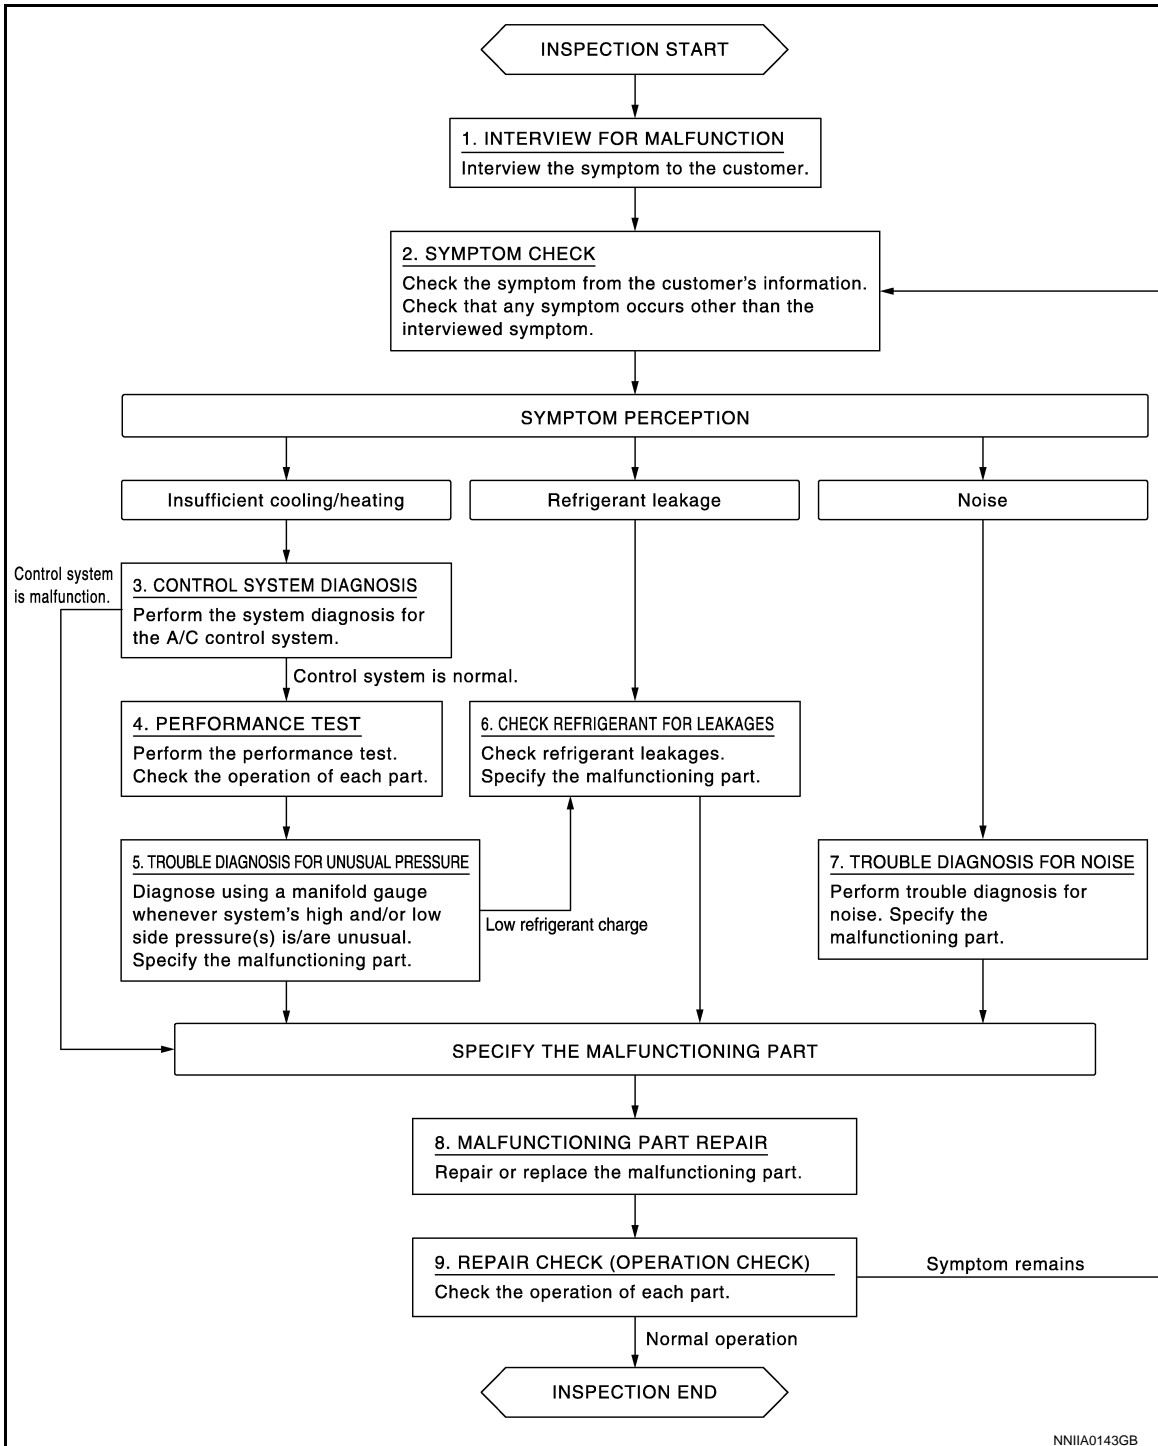 INSPECTION START
1. INTERVIEW FOR MALFUNCTION
Interview the symptom to the customer.
2. SYMPTOM CHECK
Check the symptom from the customer's information.
Check that any symptom occurs other than the
interviewed symptom.
SYMPTOM PERCEPTION
Insufficient cooling/heating
Refrigerant leakage
Noise
Control system
is malfunction.
3. CONTROL SYSTEM DIAGNOSIS
Perform the system diagnosis for
the A/C control system.
Control system is normal.
4. PERFORMANCE TEST
Perform the performance test.
Check the operation of each part.
6. CHECK REFRIGERANT FOR LEAKAGES
Check refrigerant leakages.
Specify the malfunctioning part.
5. TROUBLE DIAGNOSIS FOR UNUSUAL PRESSURE
Diagnose using a manifold gauge
whenever system's high and/or low
side pressure(s) is/are unusual.
Specify the malfunctioning part.
Low refrigerant charge
7. TROUBLE DIAGNOSIS FOR NOISE
Perform trouble diagnosis for
noise. Specify the
malfunctioning part.
SPECIFY THE MALFUNCTIONING PART
8. MALFUNCTIONING PART REPAIR
Repair or replace the malfunctioning part.
9. REPAIR CHECK (OPERATION CHECK)
Check the operation of each part.
Symptom remains
Normal operation
INSPECTION END
NNIIA0143GB